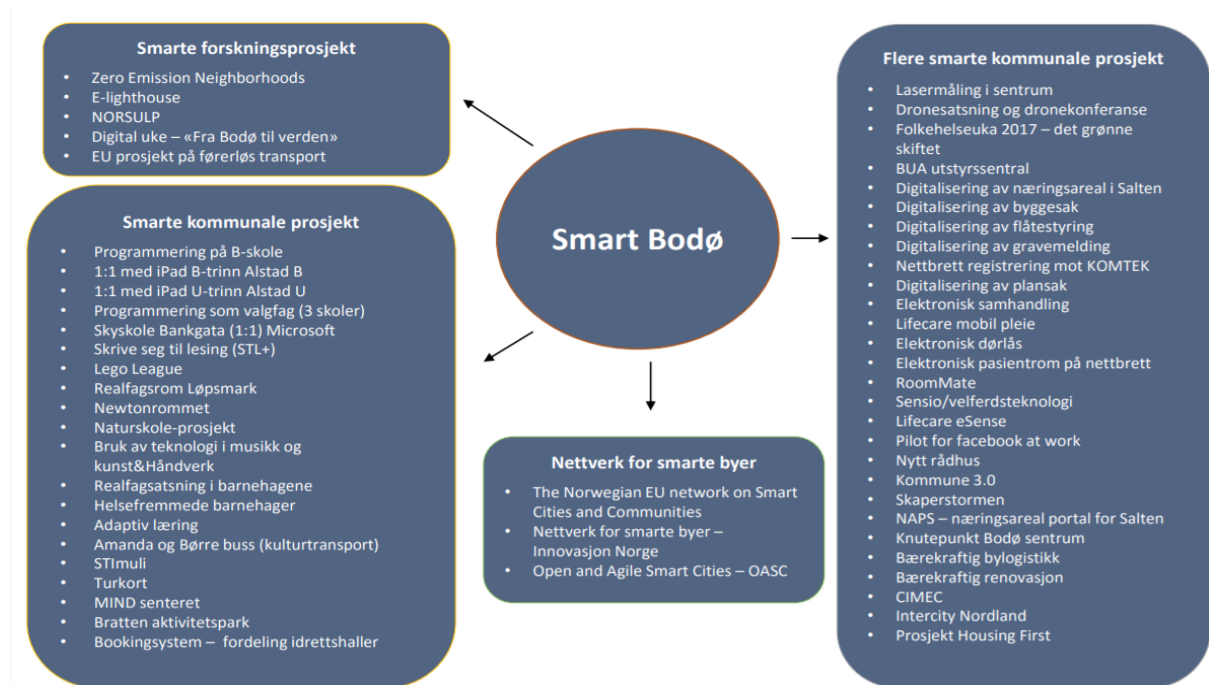 Smarte forskningsprosjekt
• Zero Emission Neighborhoods
• E-lighthouse
• NORSULP
• Digital uke – «Fra Bodø til verden»
• EU prosjekt på førerløs transport
Smarte kommunale prosjekt
• Programmering på B-skole
• 1:1 med iPad B-trinn Alstad B
• 1:1 med iPad U-trinn Alstad U
• Programmering som valgfag (3 skoler)
• Skyskole Bankgata (1:1) Microsoft
• Skrive seg til lesing (STL+)
• Lego League
• Realfagsrom Løpsmark
• Newtonrommet
• Naturskole-prosjekt
• Bruk av teknologi i musikk og
kunst&Håndverk
• Realfagsatsning i barnehagene
• Helsefremmede barnehager
• Adaptiv læring
• Amanda og Børre buss (kulturtransport)
• STImuli
• Turkort
• MIND senteret
• Bratten aktivitetspark
• Bookingsystem – fordeling idrettshaller
Smart Bodø
Nettverk for smarte byer
• The Norwegian EU network on Smart
Cities and Communities
• Nettverk for smarte byer –
Innovasjon Norge
• Open and Agile Smart Cities – OASC
Flere smarte kommunale prosjekt
• Lasermåling i sentrum
• Dronesatsning og dronekonferanse
• Folkehelseuka 2017 – det grønne
skiftet
• BUA utstyrssentral
• Digitalisering av næringsareal i Salten
• Digitalisering av byggesak
• Digitalisering av flåtestyring
• Digitalisering av gravemelding
• Nettbrett registrering mot KOMTEK
• Digitalisering av plansak
• Elektronisk samhandling
• Lifecare mobil pleie
• Elektronisk dørlås
• Elektronisk pasientrom på nettbrett
• RoomMate
• Sensio/velferdsteknologi
• Lifecare eSense
• Pilot for facebook at work
• Nytt rådhus
• Kommune 3.0
• Skaperstormen
• NAPS – næringsareal portal for Salten
• Knutepunkt Bodø sentrum
• Bærekraftig bylogistikk
• Bærekraftig renovasjon
• CIMEC
• Intercity Nordland
• Prosjekt Housing First